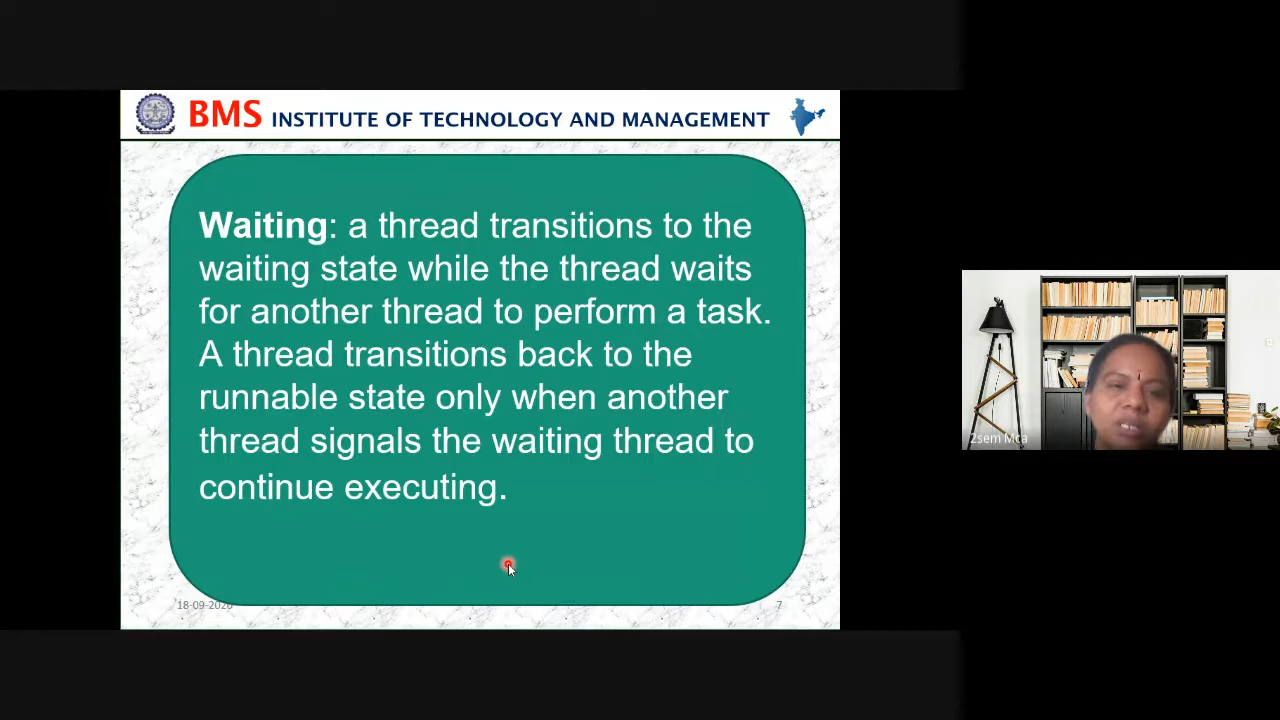 BMS INSTITUTE OF TECHNOLOGY AND MANAGEMENT
Waiting: a thread transitions to the
waiting state while the thread waits
for another thread to perform a task.
A thread transitions back to the
runnable state only when another
thread signals the waiting thread to
continue executing.
18-09-2020
7
2sem Mca